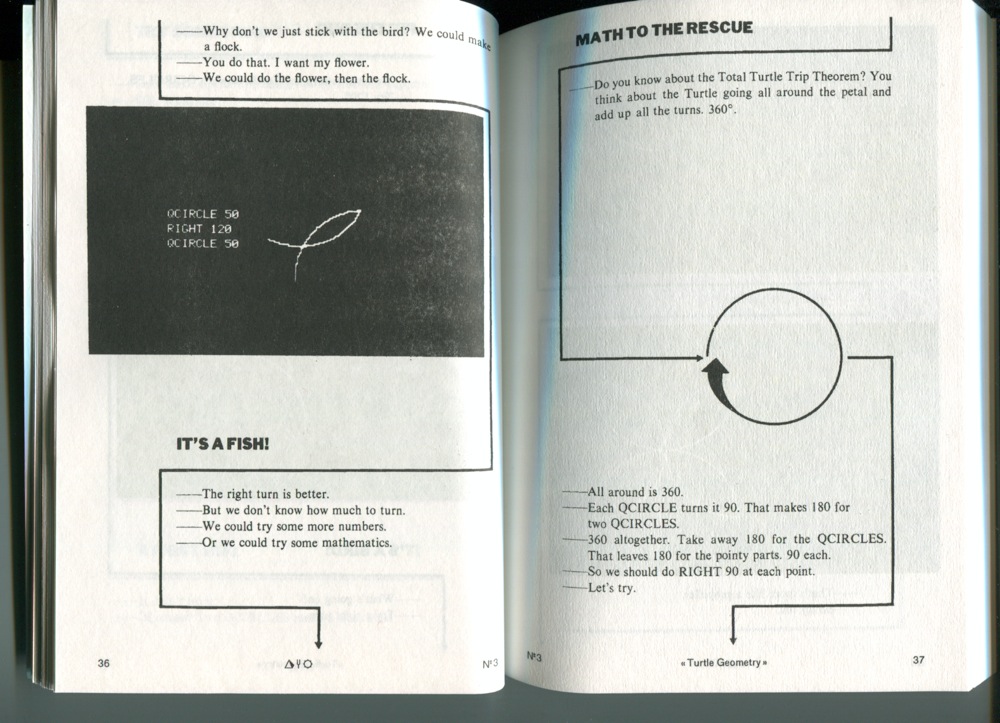 ——Why don't we just stick with the bird? We could make
a flock.
——You do that. I want my flower.
——We could do the flower, then the flock.
QCIRCLE 50
RIGHT 120
QCIRCLE 50
IT'S A FISH!
——The right turn is better.
——But we don't know how much to turn.
——We could try some more numbers.
——Or we could try some mathematics.
36
N°3
MATH TO THE RESCUE
——Do you know about the Total Turtle Trip Theorem? You
think about the Turtle going all around the petal and
add up all the turns. 360°.
——All around is 360.
——Each QCIRCLE turns it 90. That makes 180 for
two QCIRCLES.
——360 altogether. Take away 180 for the QCIRCLES.
That leaves 180 for the pointy parts. 90 each.
——So we should do RIGHT 90 at each point.
——Let's try.
N°3
«Turtle Geometry»
37